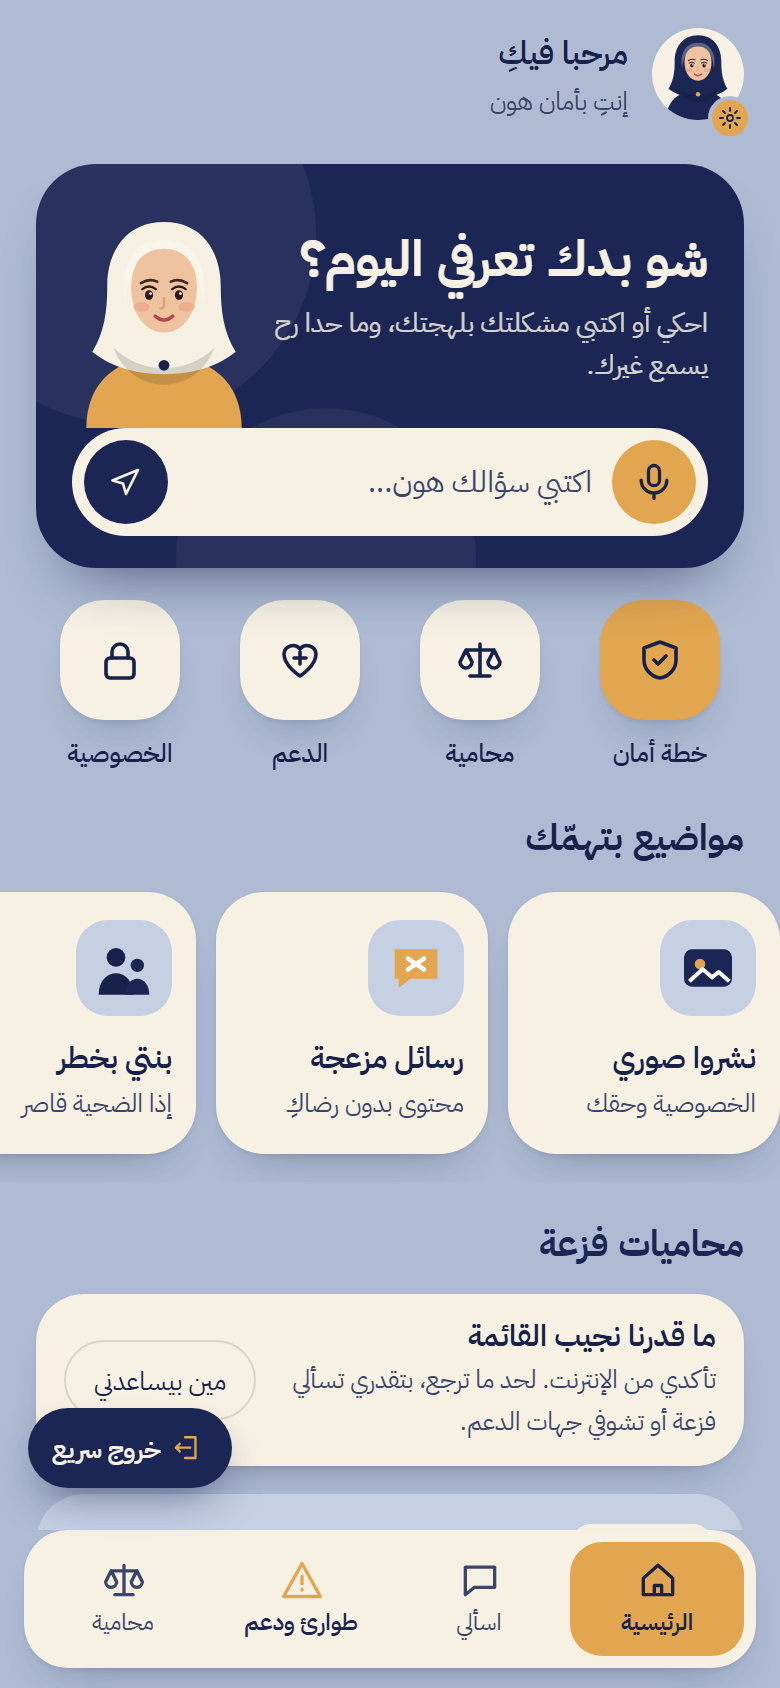 مرحبا فيكِ
إنتِ بأمان هون
شو بدك تعرفي اليوم؟
احكي أو اكتبي مشكلتك بلهجتك، وما حدا رح
يسمع غيرك.
اكتبي سؤالك هون...
خطة أمان
محامية
الدعم
الخصوصية
مواضيع بتهمّك
نشروا صوري
الخصوصية وحقك
رسائل مزعجة
محتوى بدون رضاكِ
بنتي بخطر
إذا الضحية قاصر
محاميات فزعة
ما قدرنا نجيب القائمة
تأكدي من الإنترنت. لحد ما ترجع، بتقدري تسألي
فزعة أو تشوفي جهات الدعم.
مين بيساعدني
خروج سريع
الرئيسية
اسألي
طوارئ ودعم
محامية